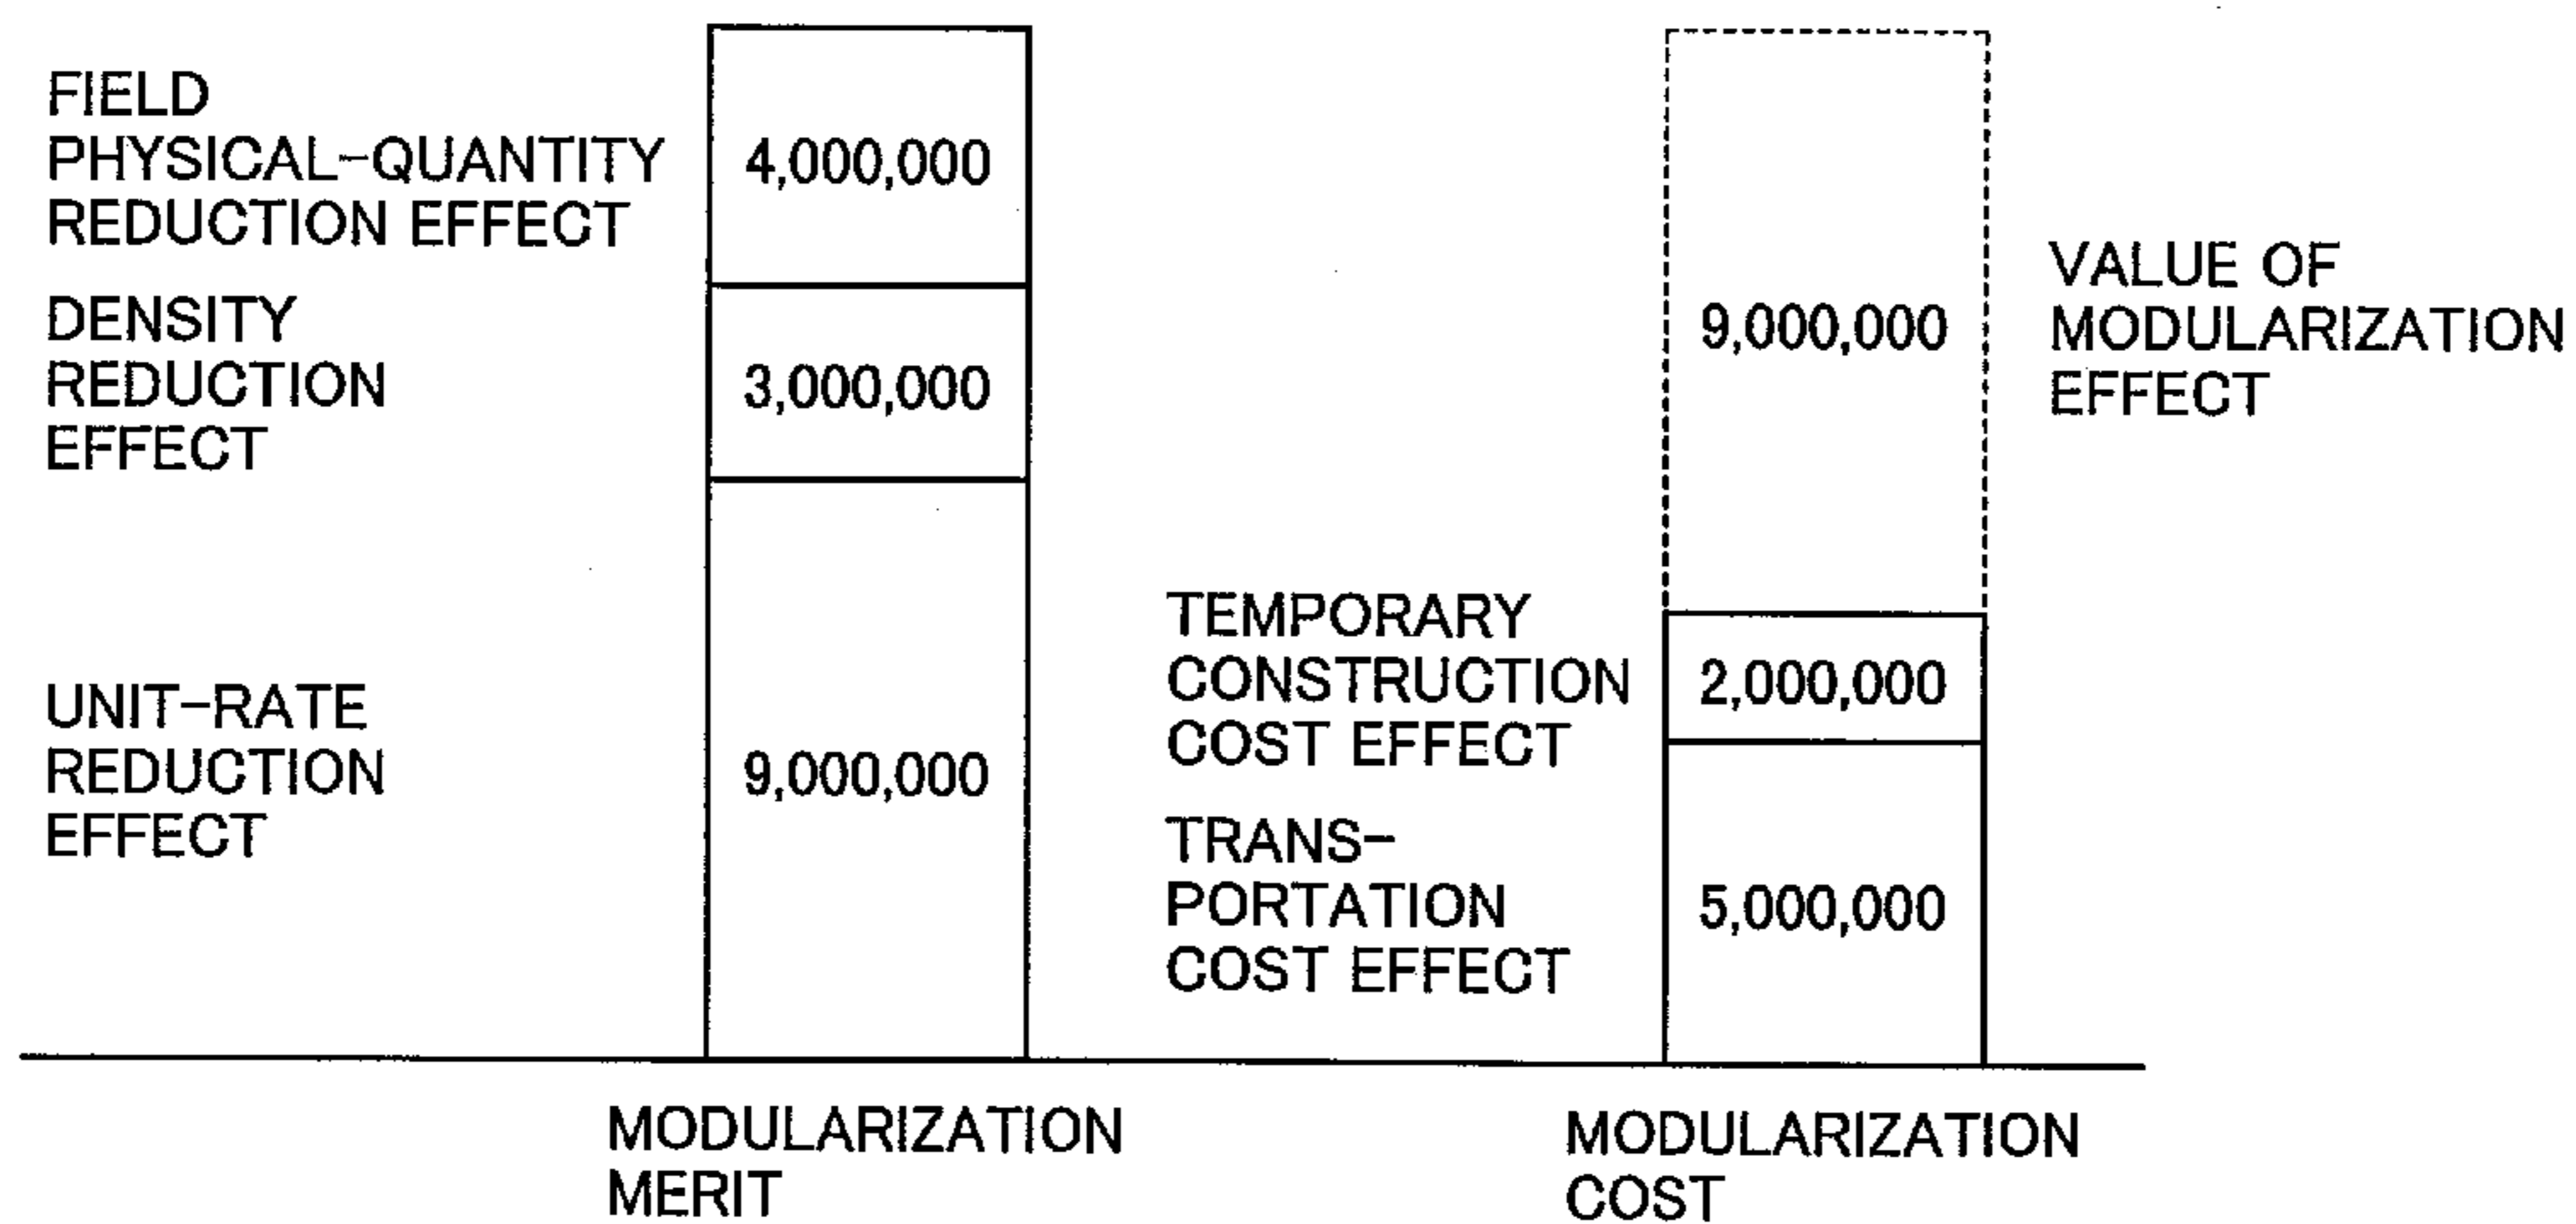 FIELD
PHYSICAL-QUANTITY
REDUCTION EFFECT
4,000,000
DENSITY
REDUCTION
EFFECT
3,000,000
UNIT-RATE
REDUCTION
EFFECT
9,000,000
MODULARIZATION
MERIT
9,000,000
VALUE OF
MODULARIZATION
EFFECT
TEMPORARY
CONSTRUCTION
COST EFFECT
2,000,000
TRANS-
PORTATION
COST EFFECT
5,000,000
MODULARIZATION
COST